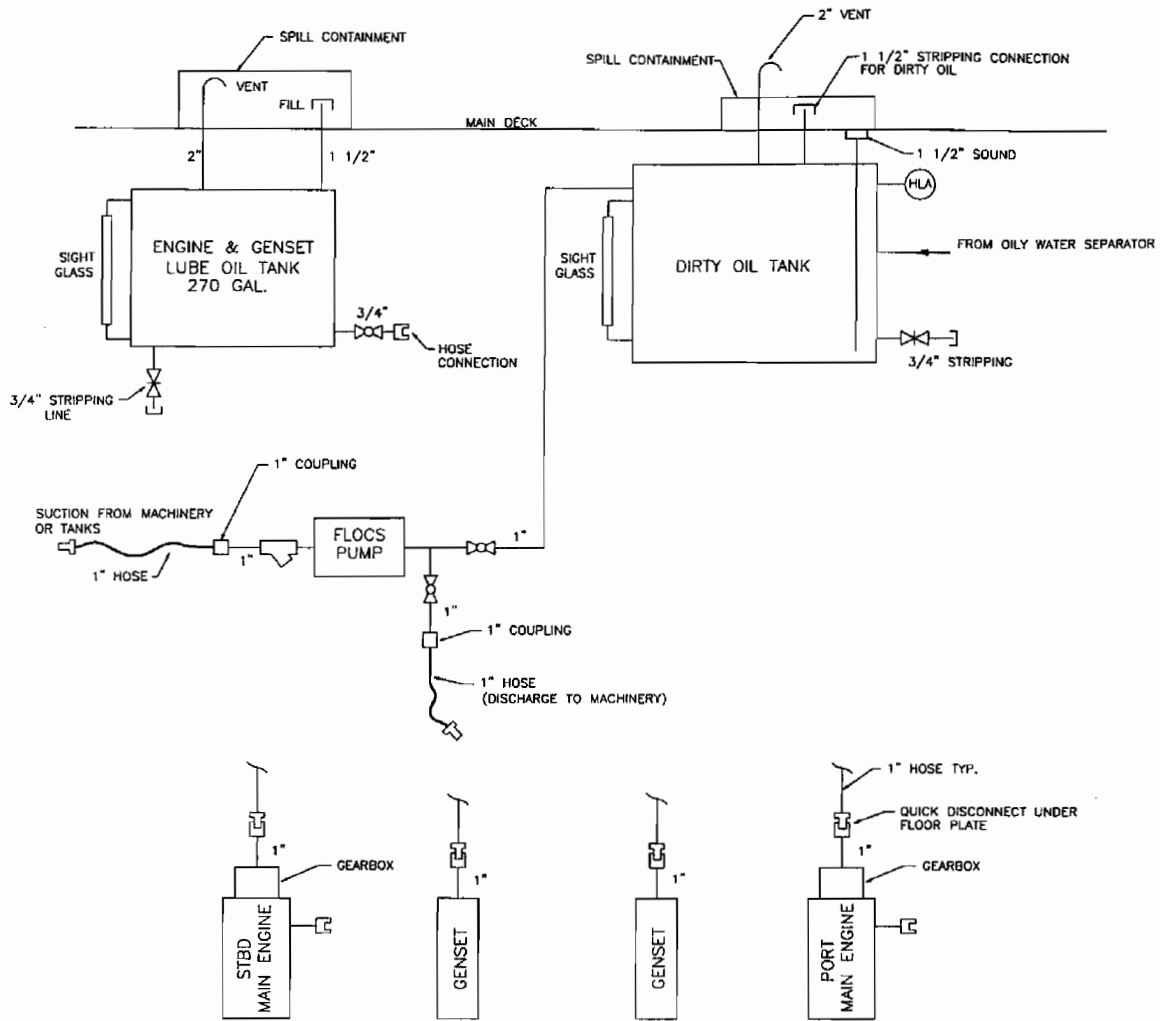 SPILL CONTAINMENT
VENT
FILL
2"
1 1/2"
MAIN DECK
2" VENT
SPILL CONTAINMENT
1 1/2" STRIPPING CONNECTION
FOR DIRTY OIL
1 1/2" SOUND
HLA
FROM OILY WATER SEPARATOR
SIGHT
GLASS
ENGINE & GENSET
LUBE OIL TANK
270 GAL.
3/4"
HOSE
CONNECTION
3/4" STRIPPING
LINE
SIGHT
GLASS
DIRTY OIL TANK
3/4" STRIPPING
1" COUPLING
SUCTION FROM MACHINERY
OR TANKS
1" HOSE
1"
FLOCS
PUMP
1"
1"
1" COUPLING
1" HOSE
(DISCHARGE TO MACHINERY)
1"
GEARBOX
STBD
MAIN ENGINE
1"
GENSET
1"
GENSET
1" HOSE TYP.
QUICK DISCONNECT UNDER
FLOOR PLATE
1"
GEARBOX
PORT
MAIN ENGINE